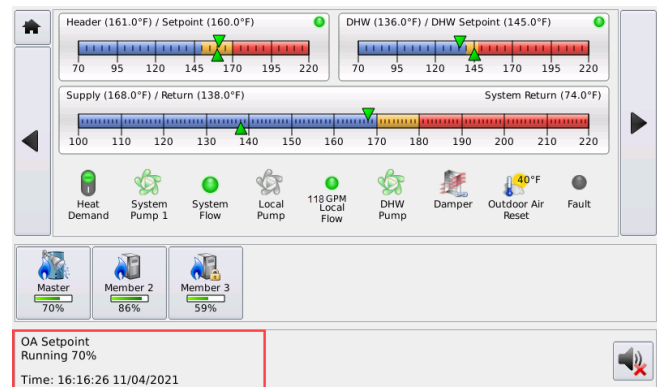 Header (161.0°F) / Setpoint (160.0°F)
DHW (136.0°F) / DHW Setpoint (145.0°F)
70 95 120 145 170 195 220
70 95 120 145 170 195 220
Supply (168.0°F) / Return (138.0°F)
System Return (74.0°F)
100 110 120 130 140 150 160 170 180 190 200 210 220
Heat
Demand
System
Pump 1
System
Flow
Local
Pump
118 GPM
Local
Flow
DHW
Pump
Damper
40°F
Outdoor Air
Reset
Fault
Master
70%
Member 2
86%
Member 3
59%
OA Setpoint
Running 70%
Time: 16:16:26 11/04/2021